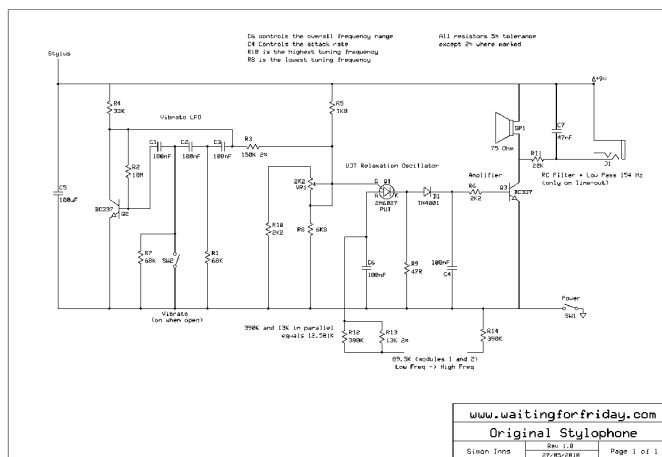 C6 controls the overall frequency range
C4 Controls the attack rate
R10 is the highest tuning frequency
R8 is the lowest tuning frequency
All resistors 5% tolerance
except 2% where marked
Stylus
+9v
R4
33K
Vibrato LFO
R5
1K8
SP1
75 Ohm
C7
47nF
J1
C1
100nF
C2
100nF
C3
100nF
R3
150K 2%
R11
22K
UJT Relaxation Oscillator
Amplifier
RC Filter = Low Pass 154 Hz
(only on line-out)
R2
10M
2K2
VR1
G
A
K
Q1
2N6027
PUT
D1
1N4001
R6
2K2
Q3
BC337
C5
100uF
BC337
Q2
R10
2K2
R8
6K8
R7
68K
SW2
R1
68K
C6
100nF
R9
47R
100nF
C4
Vibrato
(on when open)
Power
SW1
390K and 13K in parallel
equals 12.581K
R12
390K
R13
13K 2%
R14
390K
89.5K (modules 1 and 2)
Low Freq -> High Freq
www.waitingforfriday.com
Original Stylophone
Simon Inns
Rev 1.0
27/05/2010
Page 1 of 1